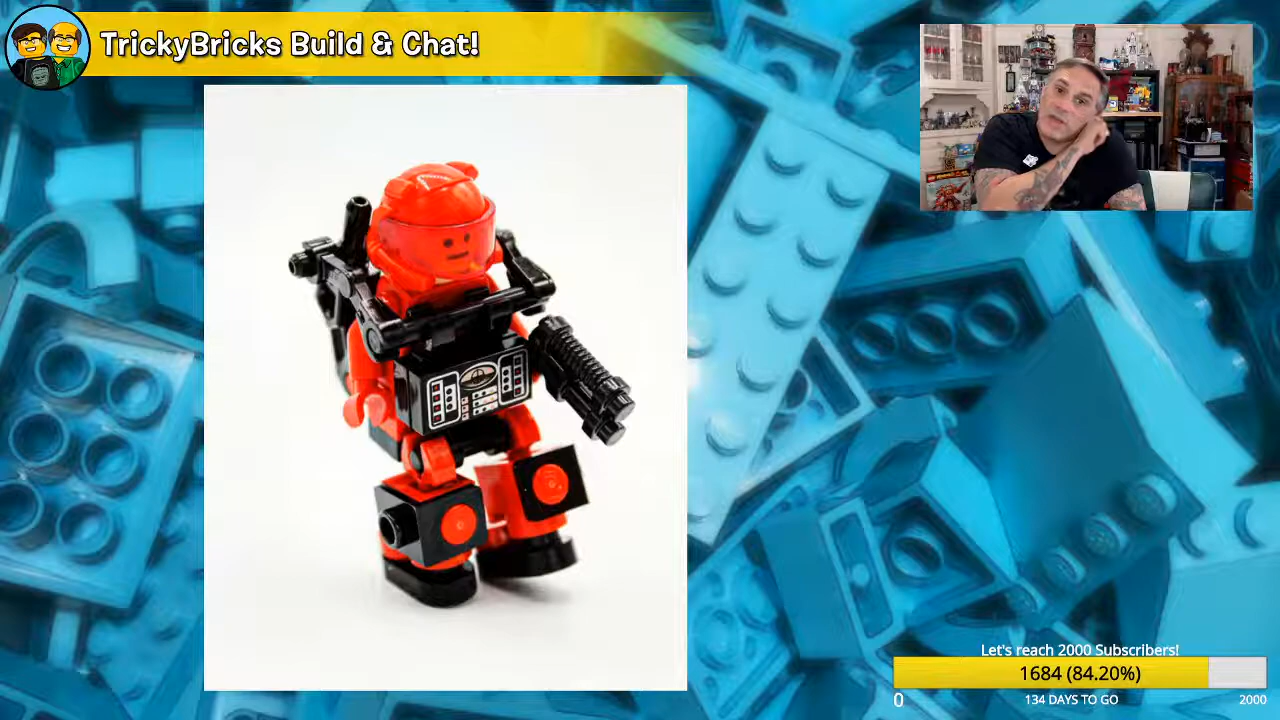 TrickyBricks Build & Chat!
Let's reach 2000 Subscribers!
1684 (84.20%)
0
134 DAYS TO GO
2000